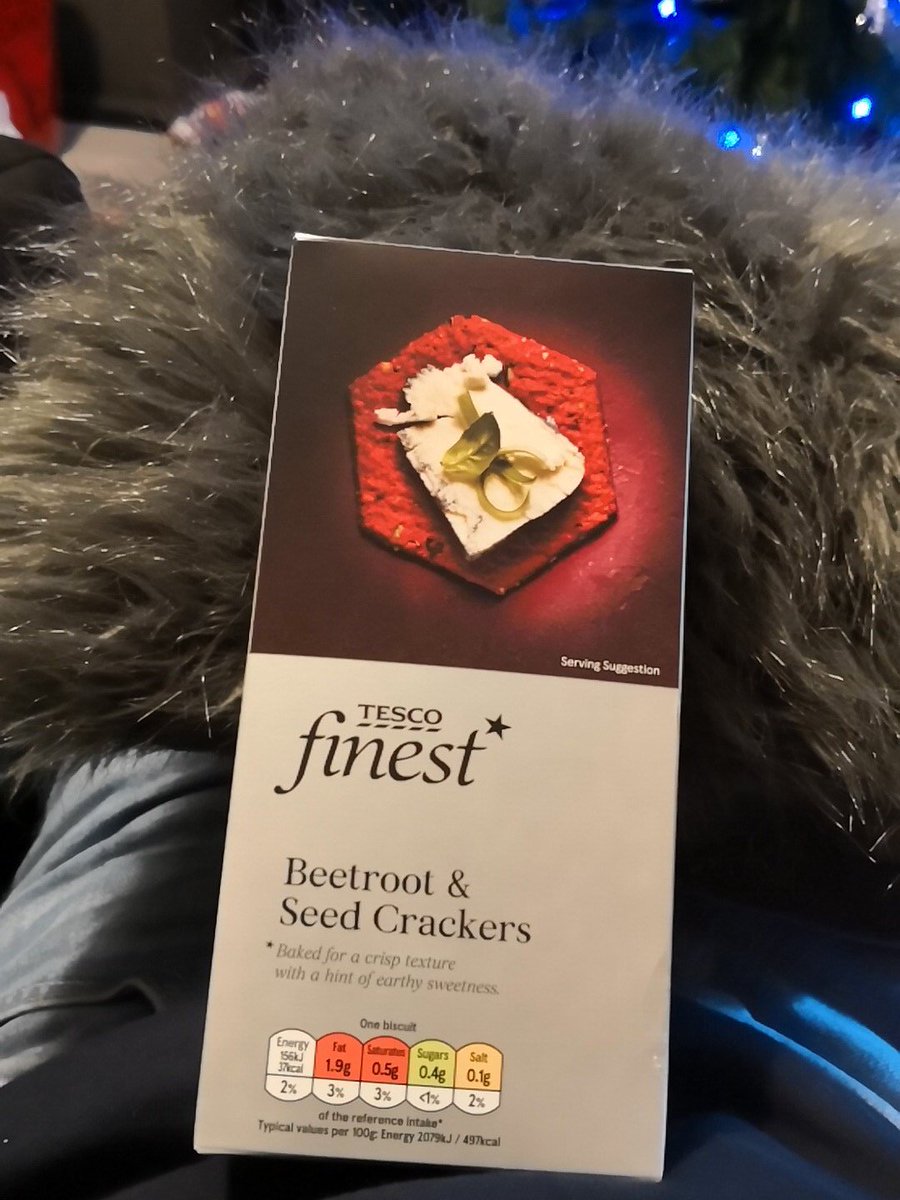 Serving Suggestion
TESCO
finest*
Beetroot &
Seed Crackers
*Baked for a crisp texture
with a hint of earthy sweetness.
One biscuit
Energy
156kJ
37kcal
2%
Fat
1.9g
3%
Saturates
0.5g
3%
Sugars
0.4g
<1%
Salt
0.1g
2%
of the reference intake*
Typical values per 100g: Energy 2079kJ / 497kcal